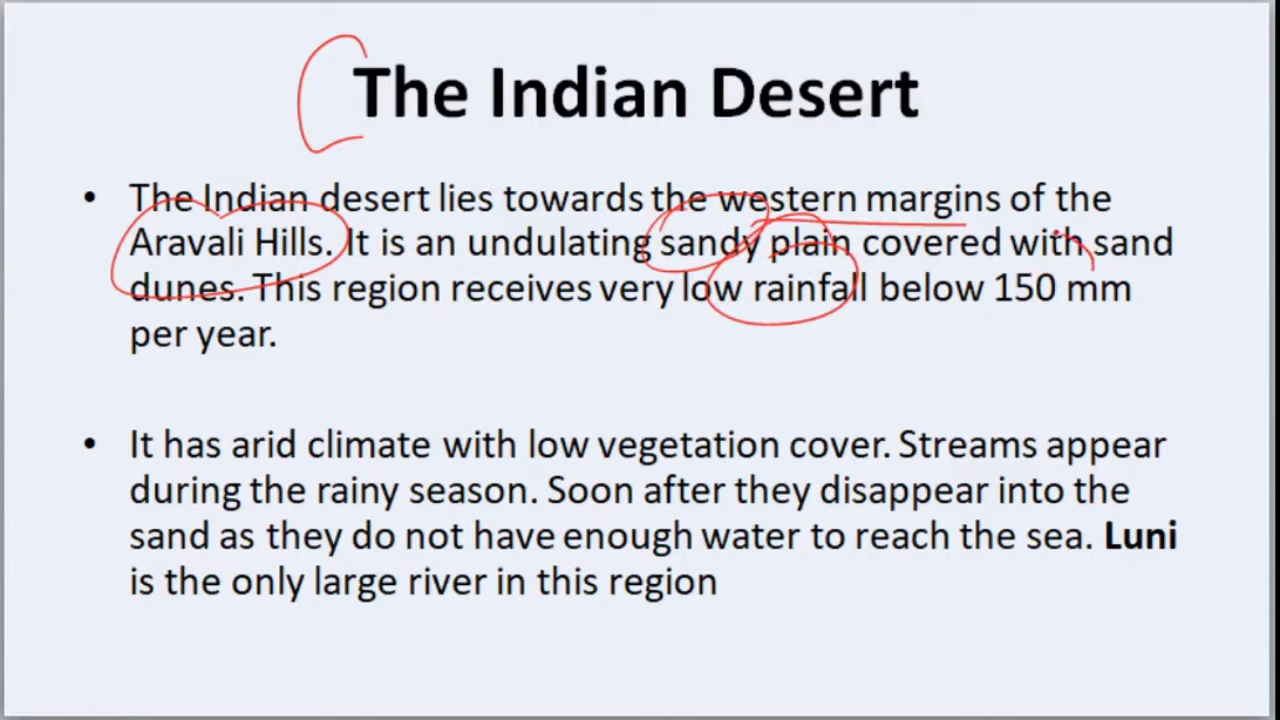 The Indian Desert
• The Indian desert lies towards the western margins of the
Aravali Hills. It is an undulating sandy plain covered with sand
dunes. This region receives very low rainfall below 150 mm
per year.
• It has arid climate with low vegetation cover. Streams appear
during the rainy season. Soon after they disappear into the
sand as they do not have enough water to reach the sea. Luni
is the only large river in this region